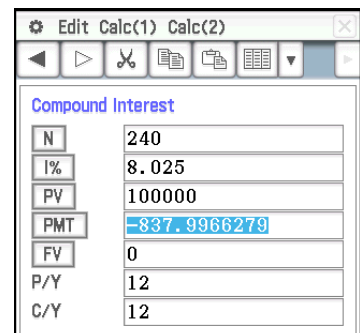 Edit Calc(1) Calc(2)
Compound Interest
N 240
I% 8.025
PV 100000
PMT -837.9966279
FV 0
P/Y 12
C/Y 12